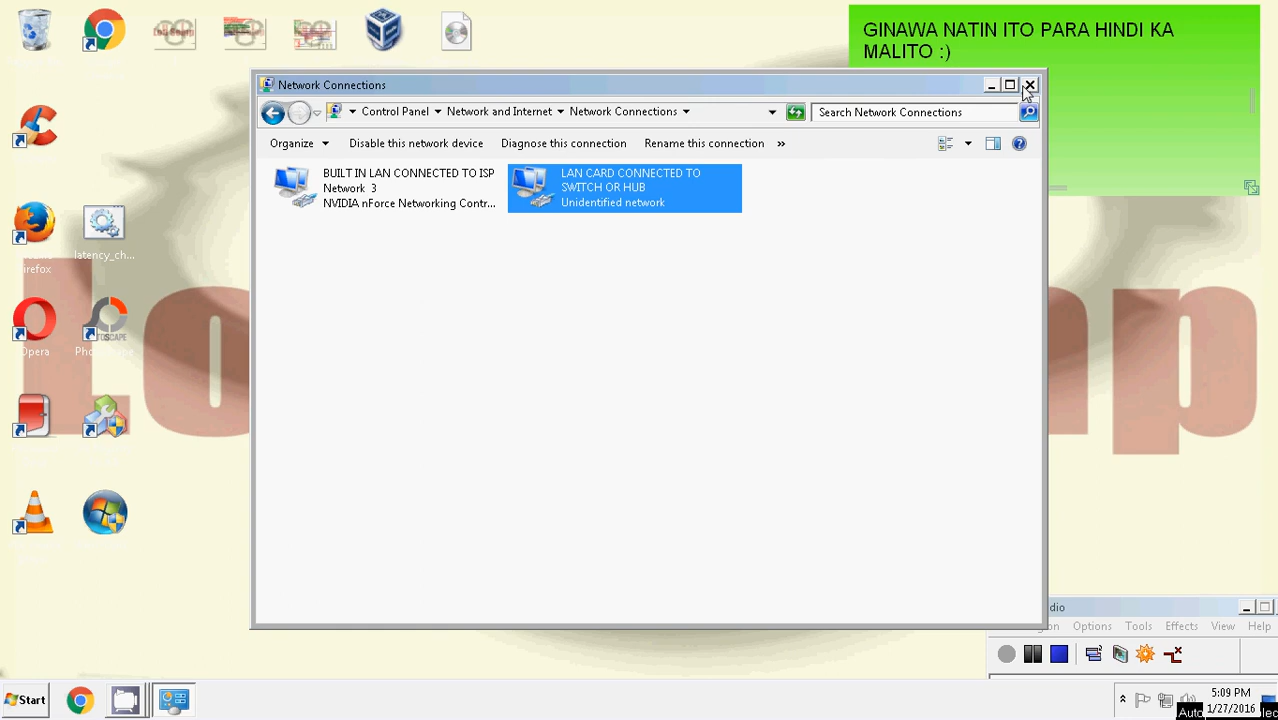 GINAWA NATIN ITO PARA HINDI KA
MALITO :)
Network Connections
Control Panel
Network and Internet
Network Connections
Search Network Connections
Organize
Disable this network device
Diagnose this connection
Rename this connection
»
BUILT IN LAN CONNECTED TO ISP
Network 3
NVIDIA nForce Networking Contr...
LAN CARD CONNECTED TO
SWITCH OR HUB
Unidentified network
latency_ch...
irefox
Opera
dio
Options
Tools
Effects
View
Help
Start
5:09 PM
1/27/2016